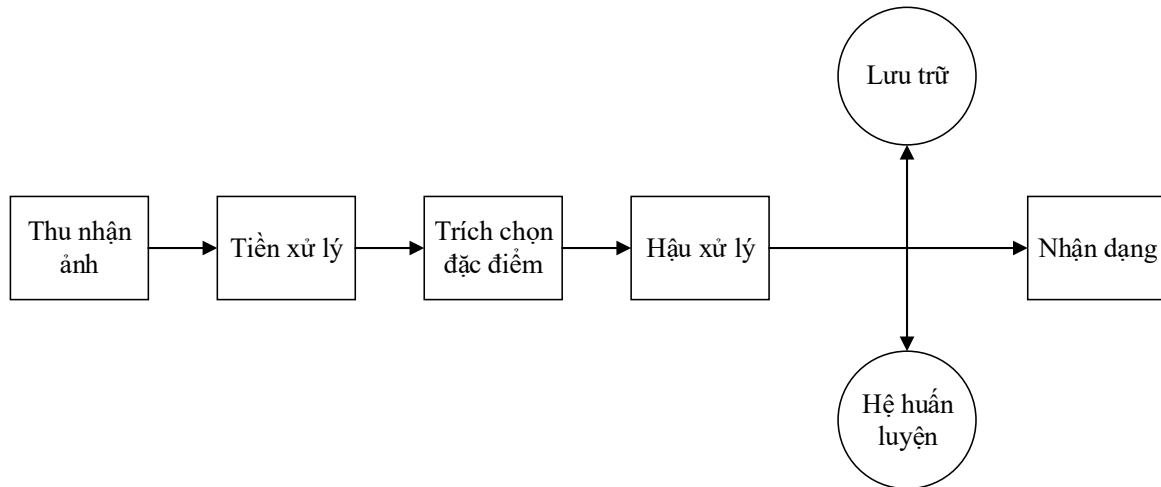 Lưu trữ
Thu nhận
ảnh
Tiền xử lý
Trích chọn
đặc điểm
Hậu xử lý
Nhận dạng
Hệ huấn
luyện